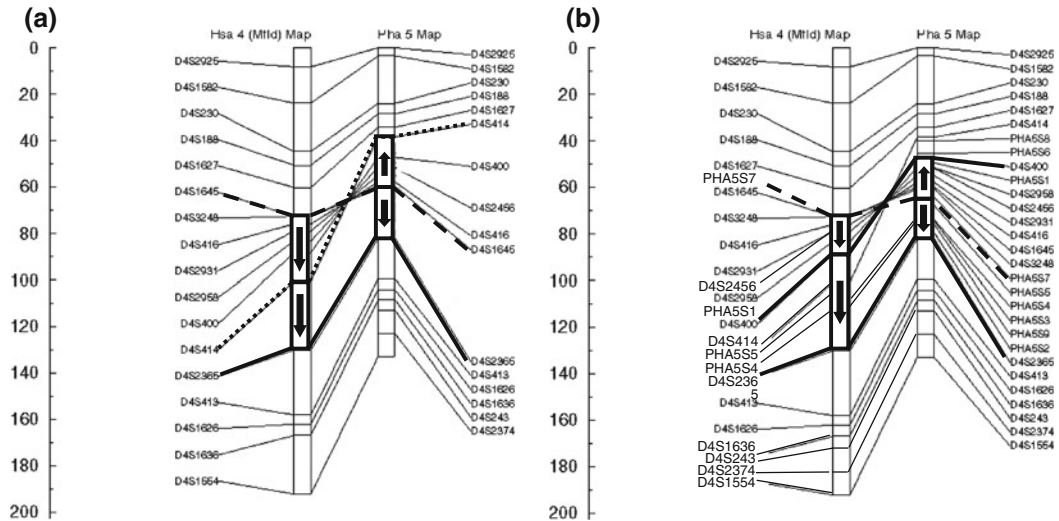 (a)
Hsa 4 (Mfld) Map
Pha 5 Map
0
20
40
60
80
100
120
140
160
180
200
D4S2925
D4S1582
D4S230
D4S188
D4S1627
D4S1645
D4S3248
D4S416
D4S2931
D4S2958
D4S400
D4S414
D4S2365
D4S413
D4S1626
D4S1636
D4S1554
D4S2925
D4S1582
D4S230
D4S188
D4S1627
D4S414
D4S400
D4S2456
D4S416
D4S1645
D4S2365
D4S413
D4S1626
D4S1636
D4S243
D4S2374
(b)
Hsa 4 (Mfld) Map
Pha 5 Map
0
20
40
60
80
100
120
140
160
180
200
D4S2925
D4S1582
D4S230
D4S188
D4S1627
PHA5S7
D4S1645
D4S3248
D4S416
D4S2931
D4S2456
D4S2958
PHA5S1
D4S400
D4S414
PHA5S5
PHA5S4
D4S236
5
D4S413
D4S1626
D4S1636
D4S243
D4S2374
D4S1554
D4S2925
D4S1582
D4S230
D4S188
D4S1627
D4S414
PHA5S8
PHA5S6
D4S400
PHA5S1
D4S2958
D4S2456
D4S2931
D4S416
D4S1645
D4S3248
PHA5S7
PHA5S5
PHA5S4
PHA5S3
PHA5S9
PHA5S2
D4S2365
D4S413
D4S1626
D4S1636
D4S243
D4S2374
D4S1554